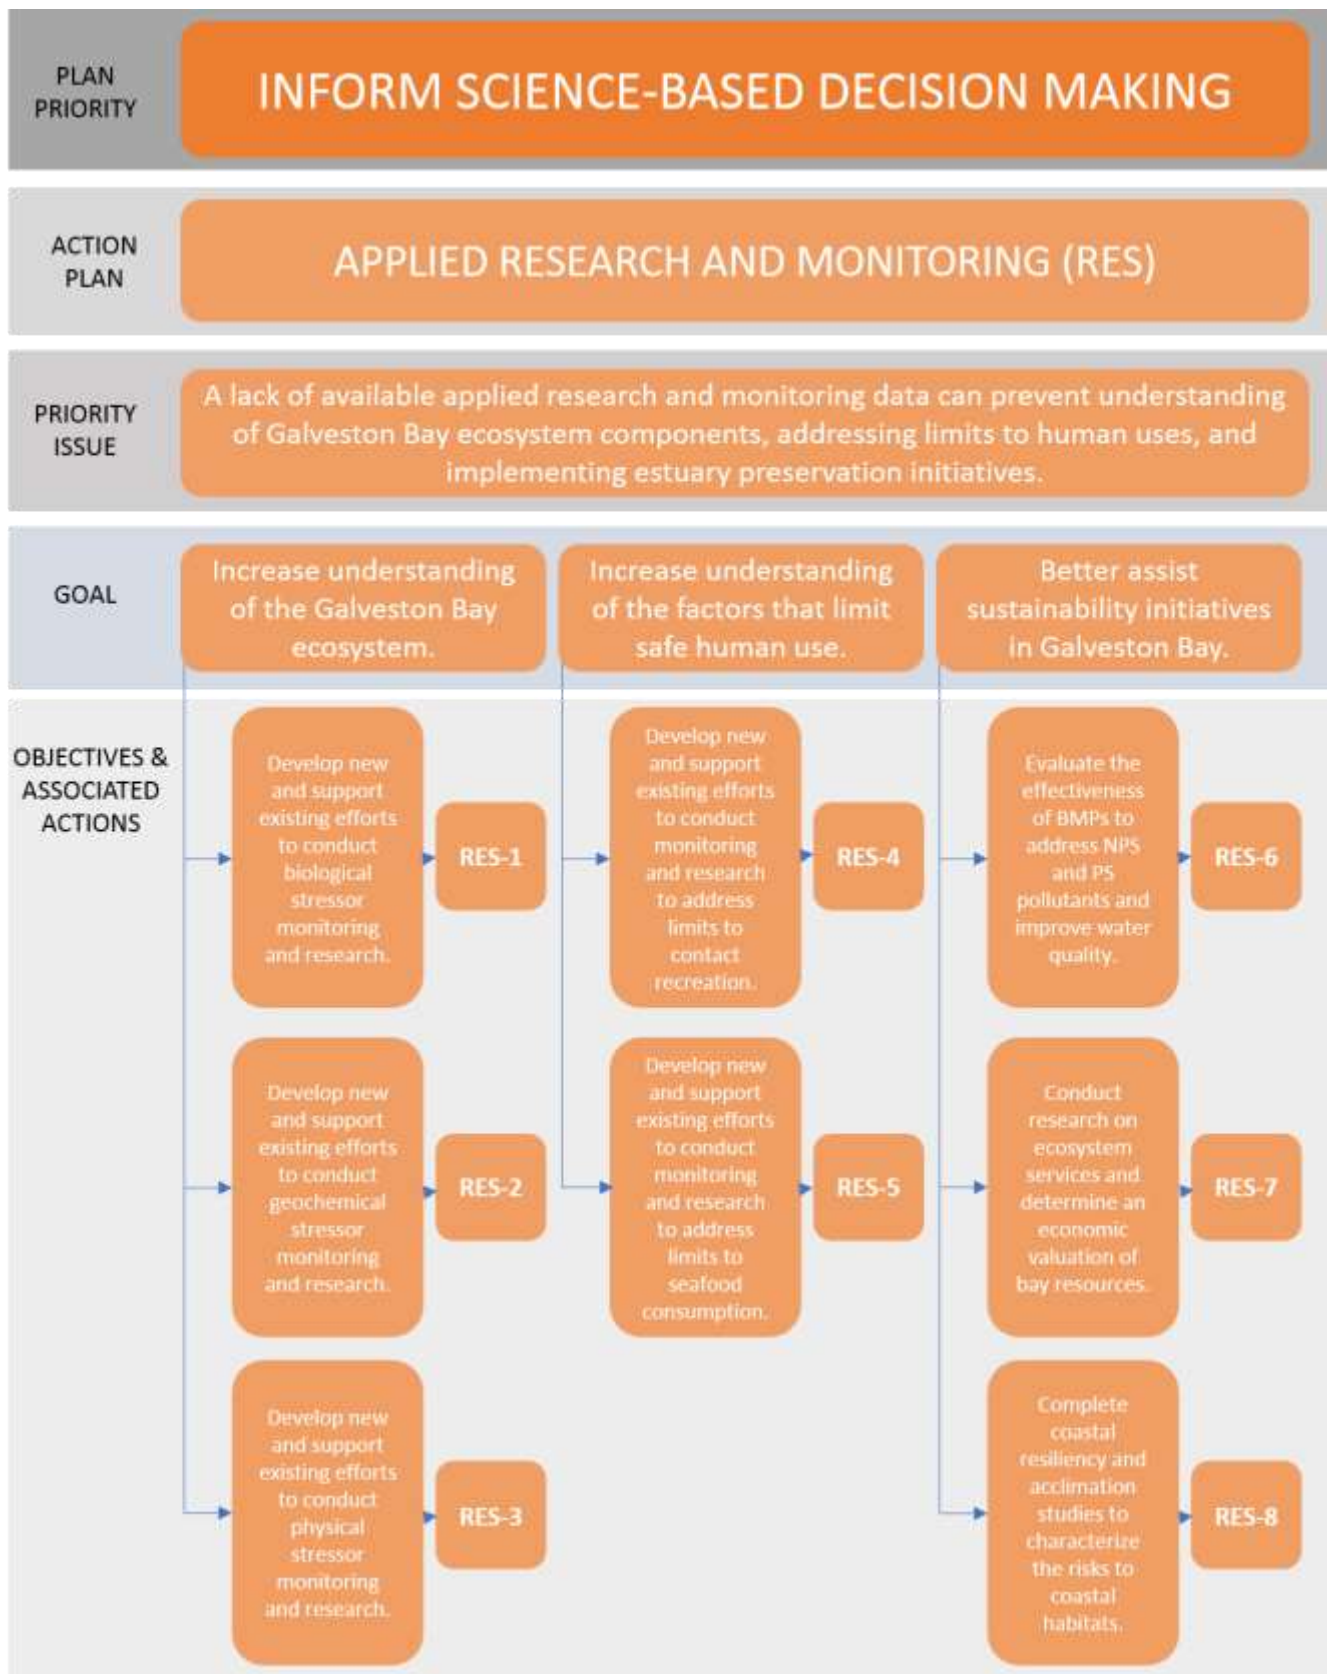 PLAN
PRIORITY
INFORM SCIENCE-BASED DECISION MAKING
ACTION
PLAN
APPLIED RESEARCH AND MONITORING (RES)
PRIORITY
ISSUE
A lack of available applied research and monitoring data can prevent understanding
of Galveston Bay ecosystem components, addressing limits to human uses, and
implementing estuary preservation initiatives.
GOAL
Increase understanding
of the Galveston Bay
ecosystem.
Increase understanding
of the factors that limit
safe human use.
Better assist
sustainability initiatives
in Galveston Bay.
OBJECTIVES &
ASSOCIATED
ACTIONS
Develop new
and support
existing efforts
to conduct
biological
stressor
monitoring
and research.
RES-1
Develop new
and support
existing efforts
to conduct
monitoring
and research
to address
limits to
contact
recreation.
RES-4
Evaluate the
effectiveness
of BMPs to
address NPS
and PS
pollutants and
improve water
quality.
RES-6
Develop new
and support
existing efforts
to conduct
geochemical
stressor
monitoring
and research.
RES-2
Develop new
and support
existing efforts
to conduct
monitoring
and research
to address
limits to
seafood
consumption.
RES-5
Conduct
research on
ecosystem
services and
determine an
economic
valuation of
bay resources.
RES-7
Develop new
and support
existing efforts
to conduct
physical
stressor
monitoring
and research.
RES-3
Complete
coastal
resiliency and
acclimation
studies to
characterize
the risks to
coastal
habitats.
RES-8